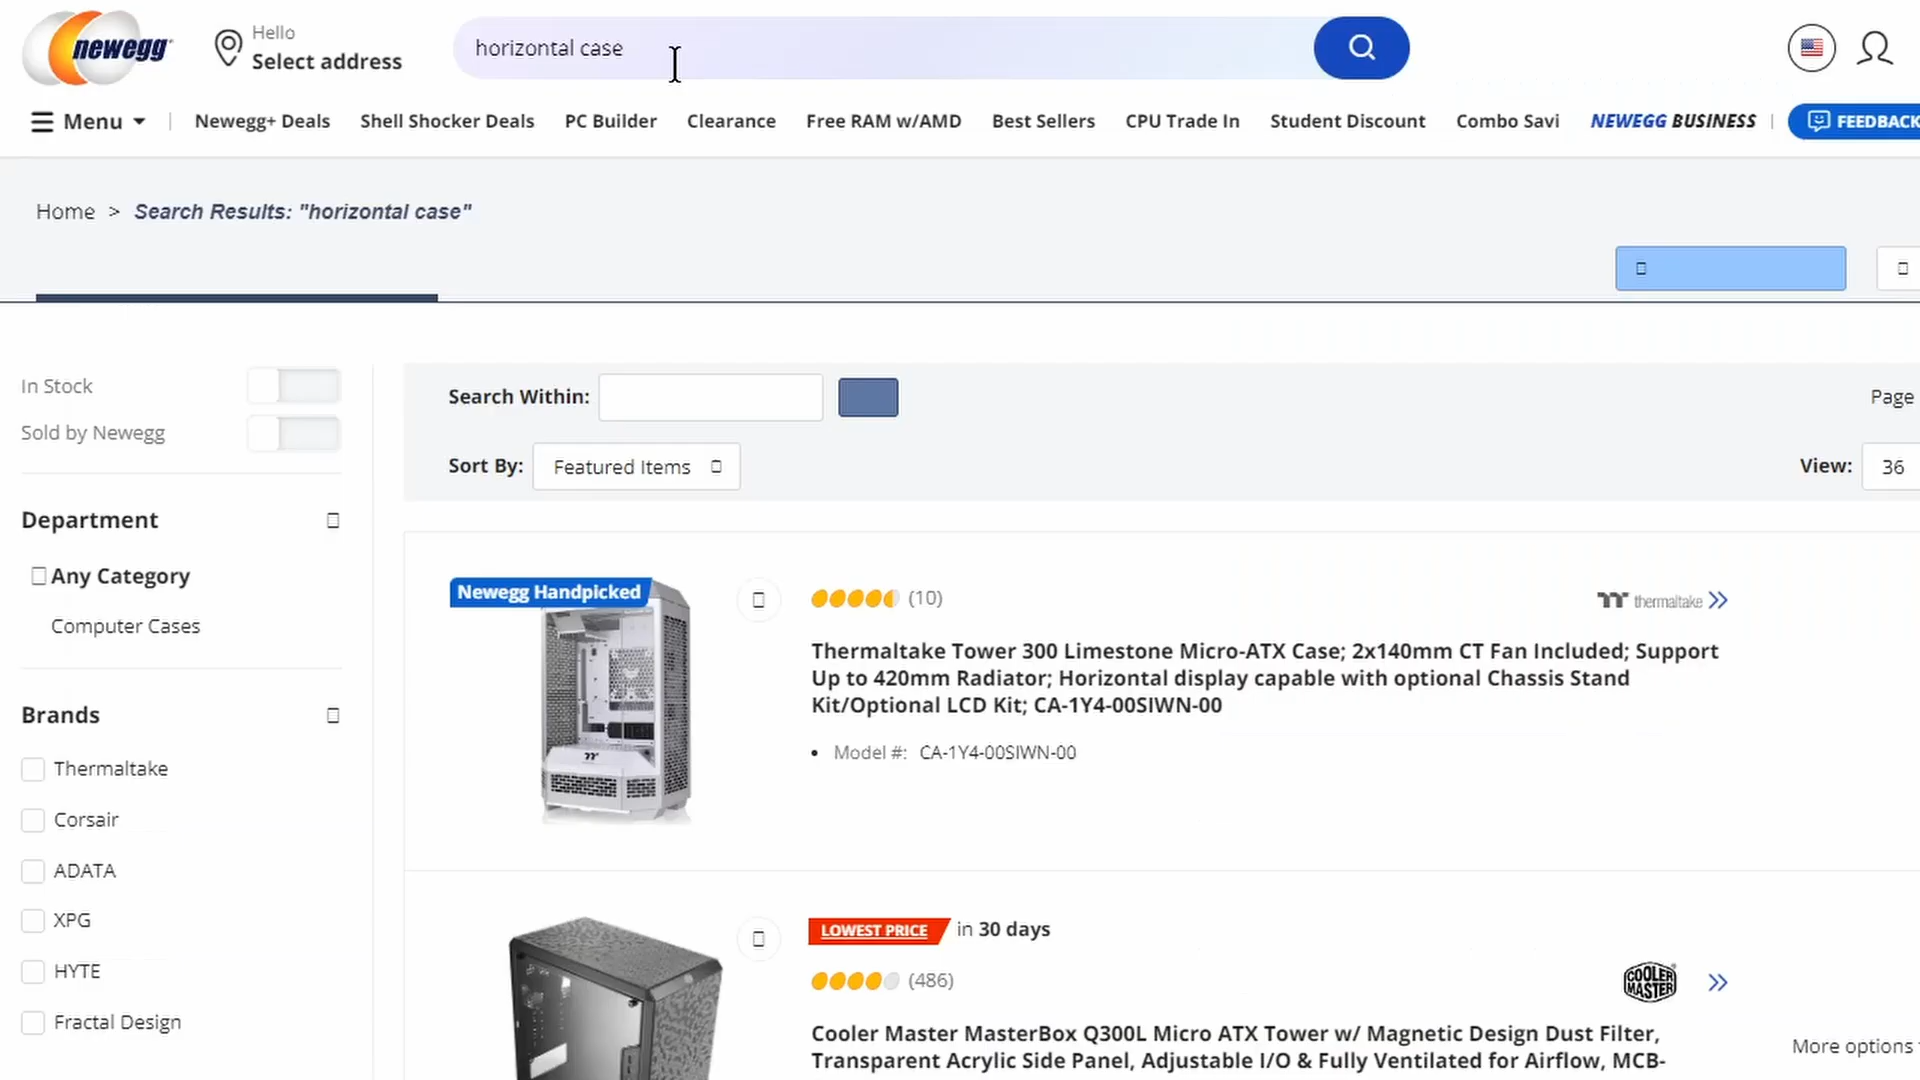 newegg
Hello
Select address
horizontal case
Menu
Newegg+ Deals
Shell Shocker Deals
PC Builder
Clearance
Free RAM w/AMD
Best Sellers
CPU Trade In
Student Discount
Combo Savi
NEWEGG BUSINESS
FEEDBACK
Home > Search Results: "horizontal case"
In Stock
Sold by Newegg
Search Within:
Page
Sort By: Featured Items
View: 36
Department
Any Category
Computer Cases
Brands
Thermaltake
Corsair
ADATA
XPG
HYTE
Fractal Design
Newegg Handpicked
(10)
thermaltake
Thermaltake Tower 300 Limestone Micro-ATX Case; 2x140mm CT Fan Included; Support
Up to 420mm Radiator; Horizontal display capable with optional Chassis Stand
Kit/Optional LCD Kit; CA-1Y4-00SIWN-00
• Model #: CA-1Y4-00SIWN-00
LOWEST PRICE in 30 days
(486)
COOLER MASTER
Cooler Master MasterBox Q300L Micro ATX Tower w/ Magnetic Design Dust Filter,
Transparent Acrylic Side Panel, Adjustable I/O & Fully Ventilated for Airflow, MCB-
More options